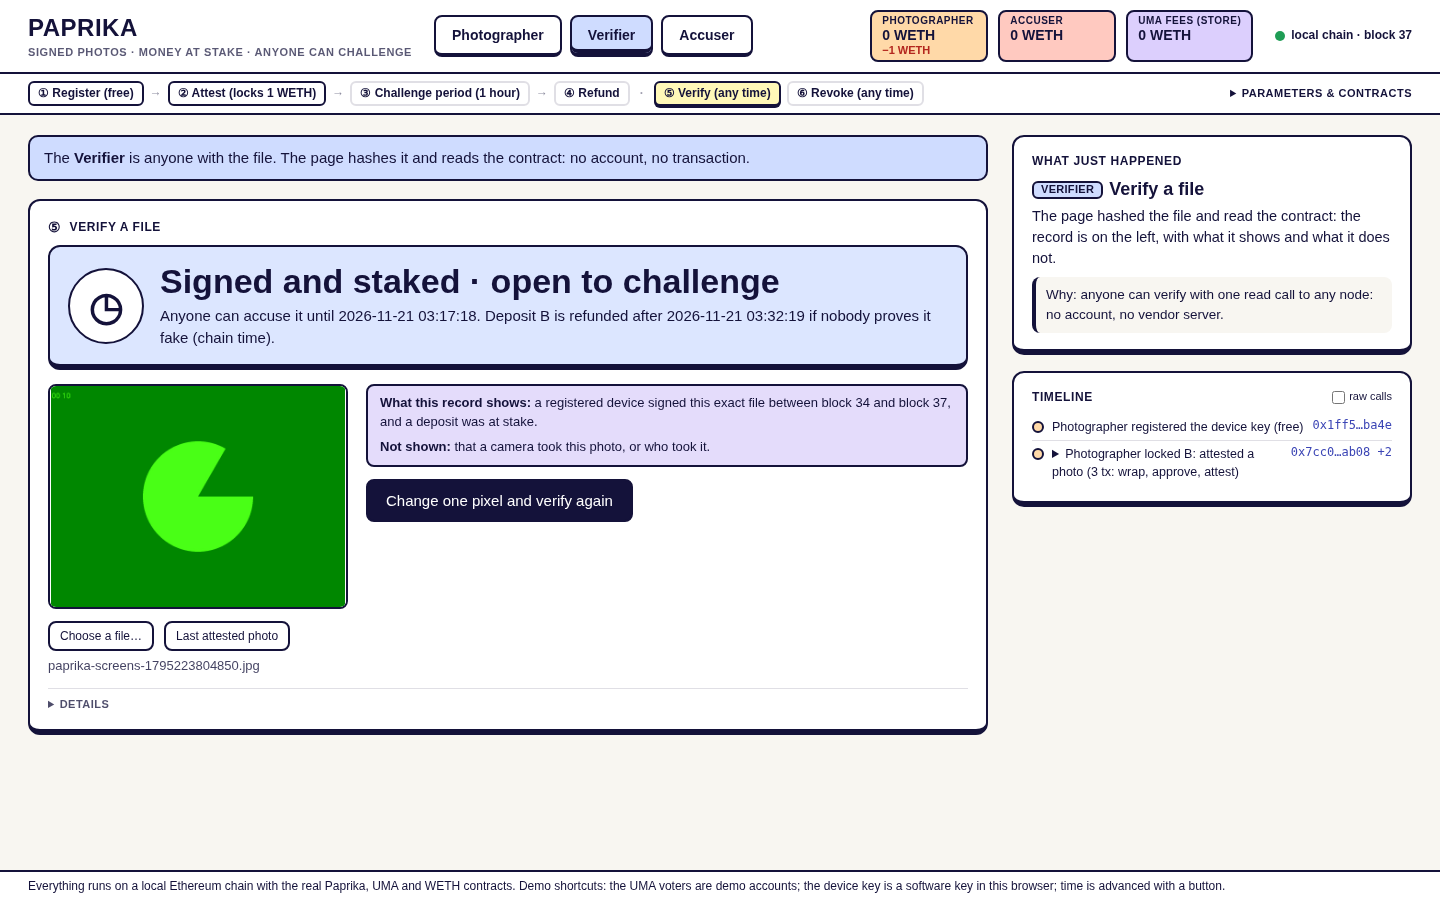 PAPRIKA
SIGNED PHOTOS · MONEY AT STAKE · ANYONE CAN CHALLENGE
Photographer
Verifier
Accuser
PHOTOGRAPHER
0 WETH
−1 WETH
ACCUSER
0 WETH
UMA FEES (STORE)
0 WETH
local chain · block 37
① Register (free) → ② Attest (locks 1 WETH) → ③ Challenge period (1 hour) → ④ Refund · ⑤ Verify (any time) ⑥ Revoke (any time)
PARAMETERS & CONTRACTS
The Verifier is anyone with the file. The page hashes it and reads the contract: no account, no transaction.
⑤ VERIFY A FILE
Signed and staked · open to challenge
Anyone can accuse it until 2026-11-21 03:17:18. Deposit B is refunded after 2026-11-21 03:32:19 if nobody proves it
fake (chain time).
00 10
What this record shows: a registered device signed this exact file between block 34 and block 37,
and a deposit was at stake.
Not shown: that a camera took this photo, or who took it.
Change one pixel and verify again
Choose a file…
Last attested photo
paprika-screens-1795223804850.jpg
DETAILS
WHAT JUST HAPPENED
VERIFIER Verify a file
The page hashed the file and read the contract: the
record is on the left, with what it shows and what it does
not.
Why: anyone can verify with one read call to any node:
no account, no vendor server.
TIMELINE
raw calls
Photographer registered the device key (free) 0x1ff5…ba4e
Photographer locked B: attested a 0x7cc0…ab08 +2
photo (3 tx: wrap, approve, attest)
Everything runs on a local Ethereum chain with the real Paprika, UMA and WETH contracts. Demo shortcuts: the UMA voters are demo accounts; the device key is a software key in this browser; time is advanced with a button.